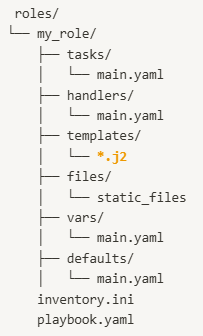 roles/
└── my_role/
    ├── tasks/
    │   └── main.yaml
    ├── handlers/
    │   └── main.yaml
    ├── templates/
    │   └── *.j2
    ├── files/
    │   └── static_files
    ├── vars/
    │   └── main.yaml
    ├── defaults/
    │   └── main.yaml
    inventory.ini
    playbook.yaml